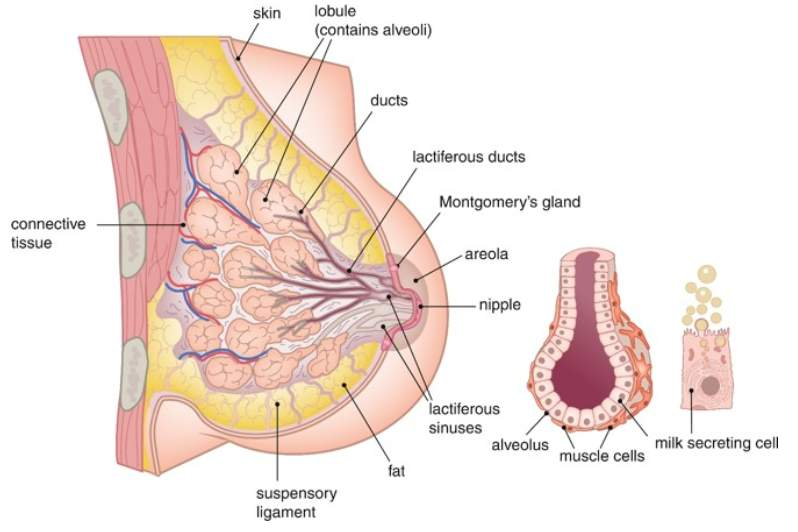 skin
lobule
(contains alveoli)
ducts
lactiferous ducts
Montgomery's gland
connective
tissue
areola
nipple
lactiferous
sinuses
alveolus
muscle cells
milk secreting cell
fat
suspensory
ligament